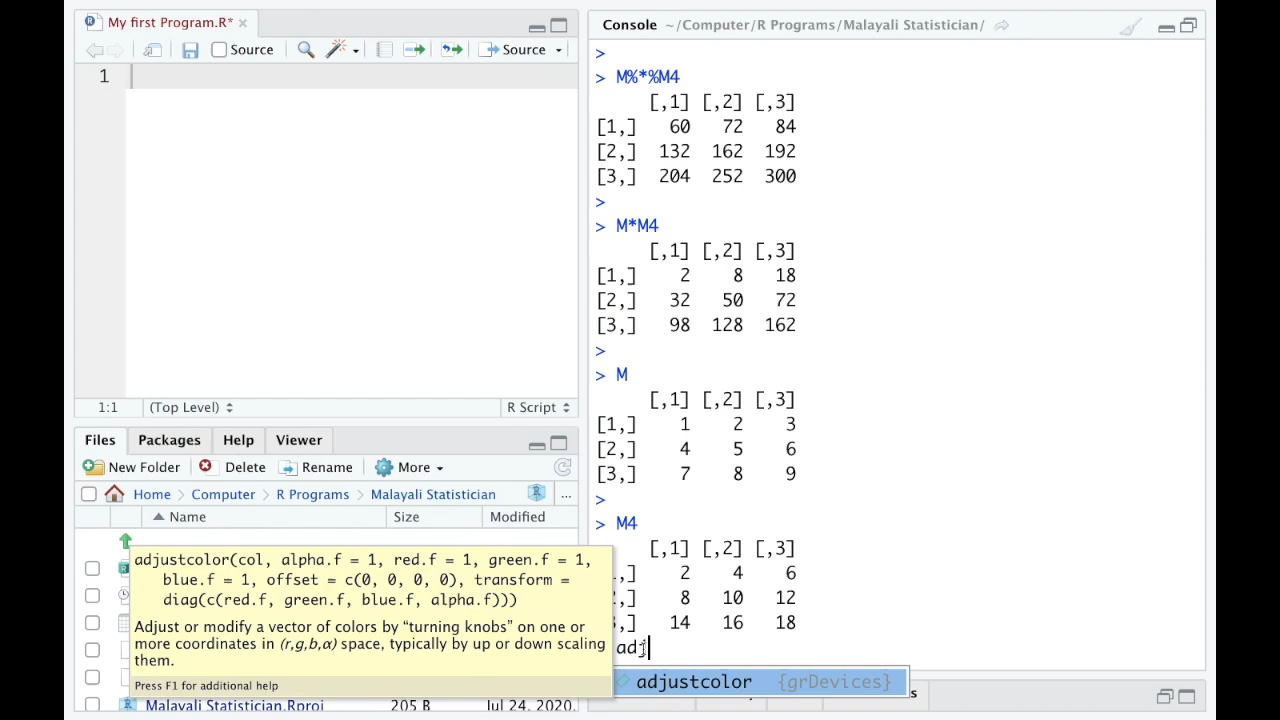 My first Program.R*
Source
Source
1
1:1 (Top Level) R Script
Files Packages Help Viewer
New Folder Delete Rename More
Home Computer R Programs Malayali Statistician ...
Name Size Modified
adjustcolor(col, alpha.f = 1, red.f = 1, green.f = 1,
blue.f = 1, offset = c(0, 0, 0, 0), transform =
diag(c(red.f, green.f, blue.f, alpha.f)))
Adjust or modify a vector of colors by “turning knobs” on one or
more coordinates in (r,g,b,α) space, typically by up or down scaling
them.
Press F1 for additional help
Malayali Statistician.Rproj 205 B Jul 24, 2020,
Console ~/Computer/R Programs/Malayali Statistician/
>
> M%*%M4
[,1] [,2] [,3]
[1,] 60 72 84
[2,] 132 162 192
[3,] 204 252 300
>
> M*M4
[,1] [,2] [,3]
[1,] 2 8 18
[2,] 32 50 72
[3,] 98 128 162
>
> M
[,1] [,2] [,3]
[1,] 1 2 3
[2,] 4 5 6
[3,] 7 8 9
>
> M4
[,1] [,2] [,3]
,] 2 4 6
,] 8 10 12
,] 14 16 18
adj
adjustcolor {grDevices}